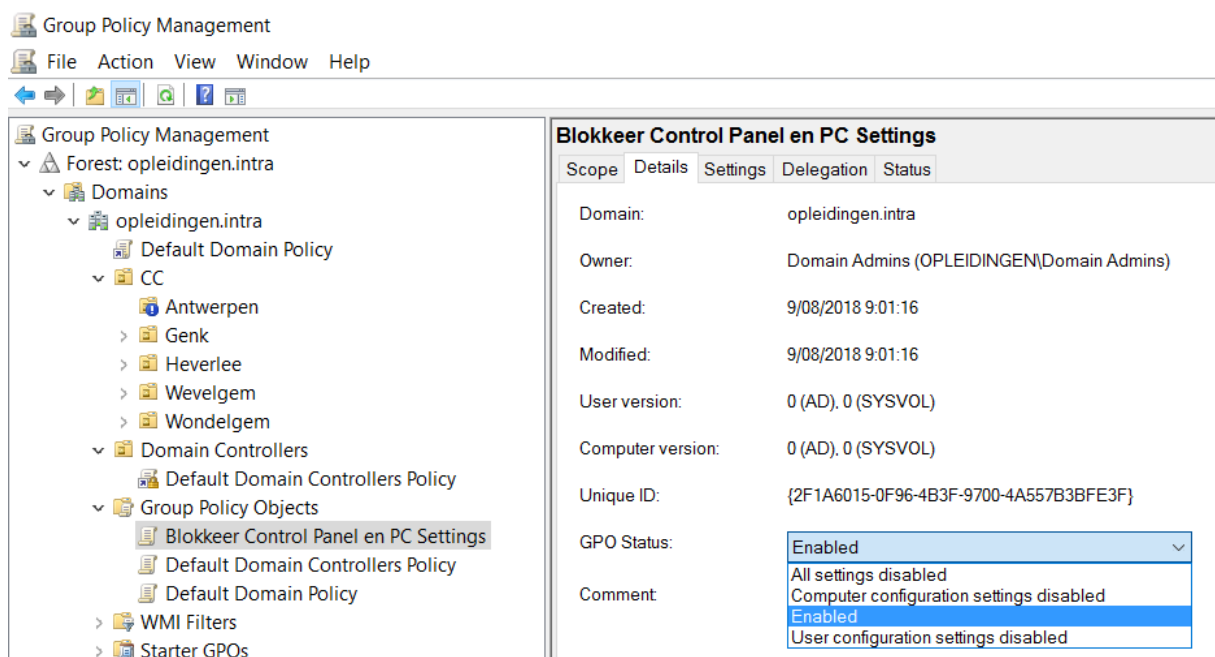 Group Policy Management
File Action View Window Help
Group Policy Management
Forest: opleidingen.intra
Domains
opleidingen.intra
Default Domain Policy
CC
Antwerpen
Genk
Heverlee
Wevelgem
Wondelgem
Domain Controllers
Default Domain Controllers Policy
Group Policy Objects
Blokkeer Control Panel en PC Settings
Default Domain Controllers Policy
Default Domain Policy
WMI Filters
Starter GPOs
Blokkeer Control Panel en PC Settings
Scope Details Settings Delegation Status
Domain: opleidingen.intra
Owner: Domain Admins (OPLEIDINGEN\Domain Admins)
Created: 9/08/2018 9:01:16
Modified: 9/08/2018 9:01:16
User version: 0 (AD), 0 (SYSVOL)
Computer version: 0 (AD), 0 (SYSVOL)
Unique ID: {2F1A6015-0F96-4B3F-9700-4A557B3BFE3F}
GPO Status: Enabled
All settings disabled
Computer configuration settings disabled
Enabled
User configuration settings disabled
Comment: